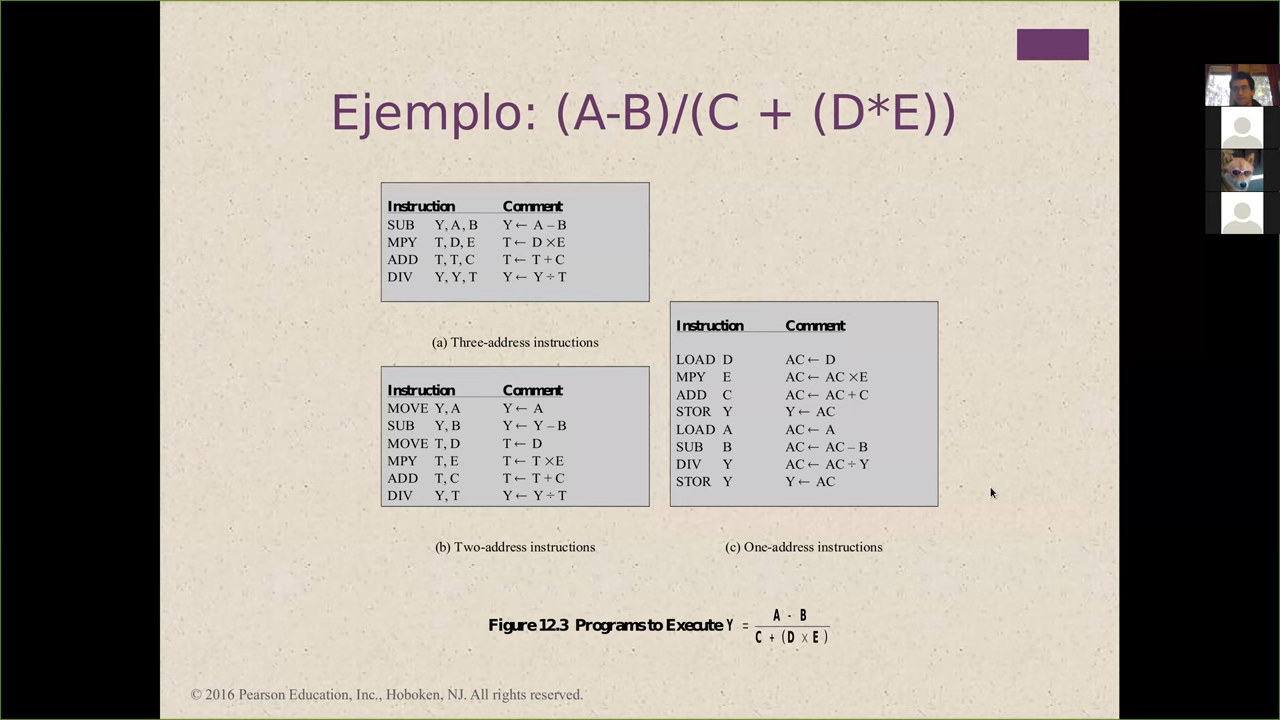 Ejemplo: (A-B)/(C + (D*E))
Instruction Comment
SUB Y, A, B Y ← A – B
MPY T, D, E T ← D × E
ADD T, T, C T ← T + C
DIV Y, Y, T Y ← Y ÷ T
(a) Three-address instructions
Instruction Comment
MOVE Y, A Y ← A
SUB Y, B Y ← Y – B
MOVE T, D T ← D
MPY T, E T ← T × E
ADD T, C T ← T + C
DIV Y, T Y ← Y ÷ T
(b) Two-address instructions
Instruction Comment
LOAD D AC ← D
MPY E AC ← AC × E
ADD C AC ← AC + C
STOR Y Y ← AC
LOAD A AC ← A
SUB B AC ← AC – B
DIV Y AC ← AC ÷ Y
STOR Y Y ← AC
(c) One-address instructions
Figure 12.3 Programs to Execute Y =
A - B
C + ( D × E )
© 2016 Pearson Education, Inc., Hoboken, NJ. All rights reserved.